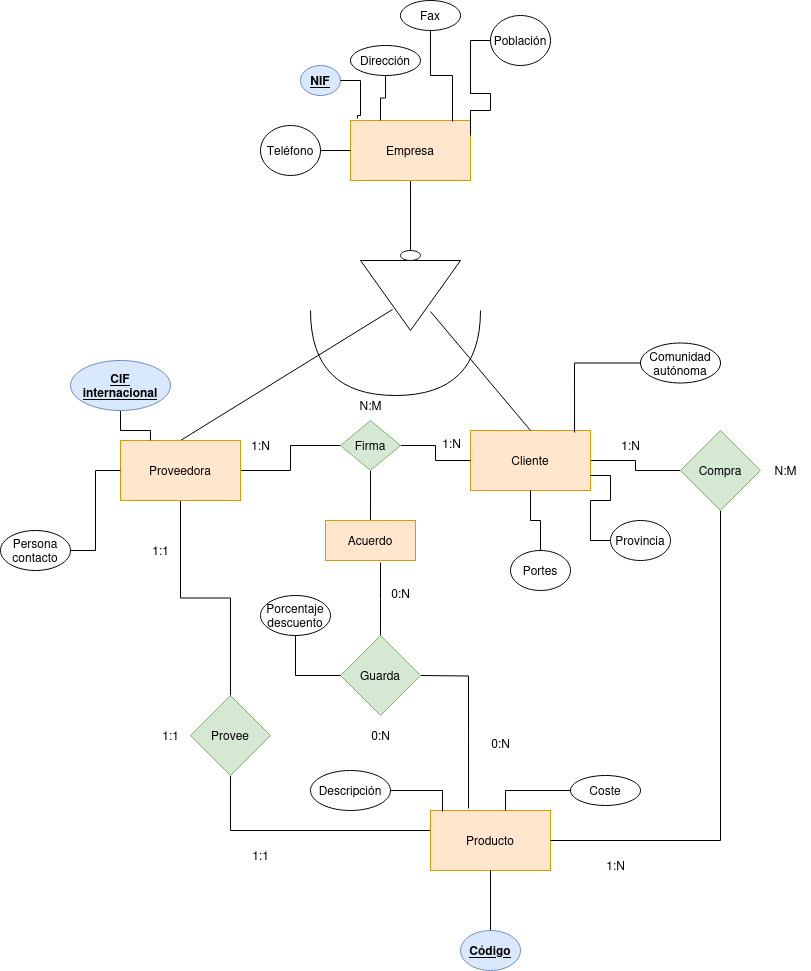 Fax
Población
Dirección
NIF
Teléfono
Empresa
Comunidad
autónoma
CIF
internacional
N:M
1:N
Firma
1:N
Cliente
1:N
Proveedora
Compra
N:M
Persona
contacto
1:1
Acuerdo
Provincia
Portes
0:N
Porcentaje
descuento
Guarda
1:1
Provee
0:N
0:N
Descripción
Coste
Producto
1:1
1:N
Código